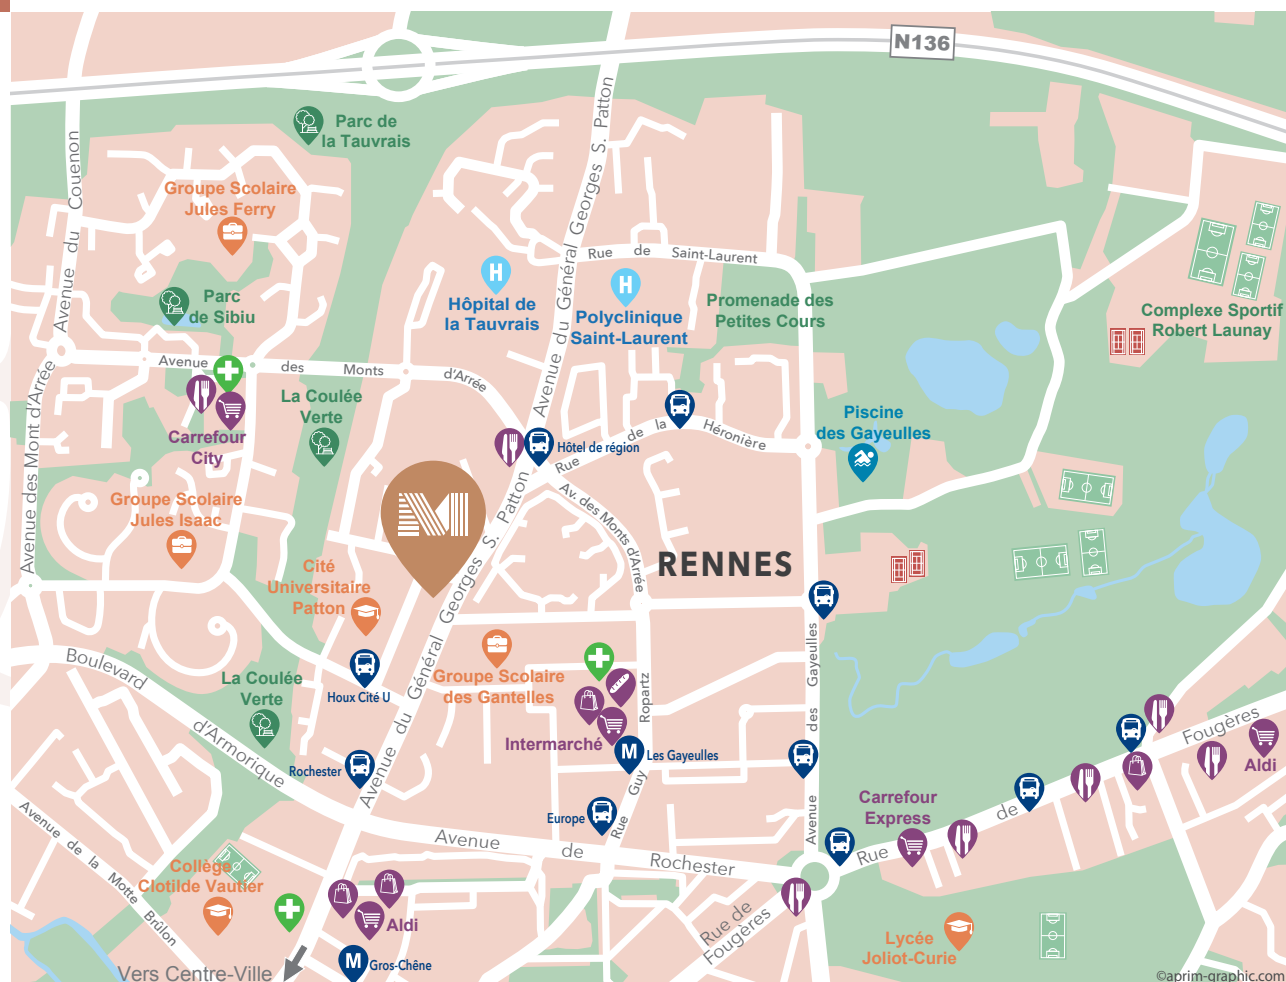 N136
Parc de
la Tauvrais
Avenue du Couenon
Avenue du Général Georges S. Patton
Groupe Scolaire
Jules Ferry
Rue de Saint-Laurent
H
Hôpital de
la Tauvrais
H
Polyclinique
Saint-Laurent
Promenade des
Petites Cours
Complexe Sportif
Robert Launay
Parc
de Sibiu
Avenue des Monts d'Arrée
Avenue des Mont d'Arrée
La Coulée
Verte
Carrefour
City
Piscine
des Gayeulles
Hôtel de région
Rue de la Héronière
Groupe Scolaire
Jules Isaac
M
Av. des Monts d'Arrée
RENNES
Cité
Universitaire
Patton
Avenue du Général Georges S. Patton
Groupe Scolaire
des Gantelles
Houx Cité U
La Coulée
Verte
Boulevard d'Armorique
Rochester
Intermarché
M
Les Gayeulles
Rue Guy Ropartz
Avenue des Gayeulles
Europe
Avenue de Rochester
Carrefour
Express
Rue de Fougères
Aldi
Avenue de la Motte Brûlon
Collège
Clotilde Vautier
Aldi
M
Gros-Chêne
Vers Centre-Ville
Rue de
Fougères
Lycée
Joliot-Curie
©aprim-graphic.com